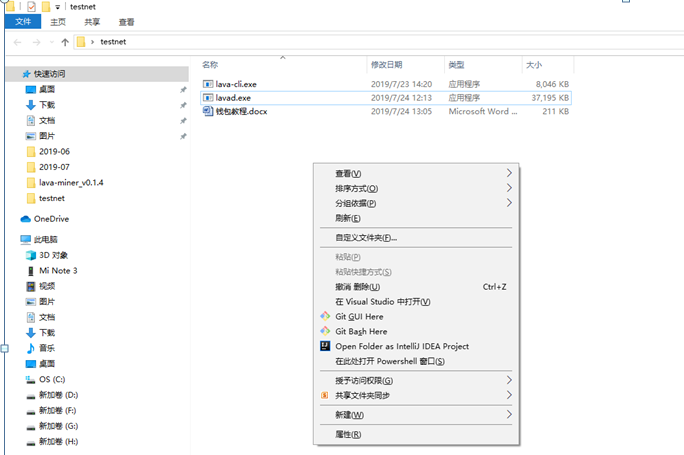 testnet
文件 主页 共享 查看
testnet
名称 修改日期 类型 大小
lava-cli.exe 2019/7/23 14:20 应用程序 8,046 KB
lavad.exe 2019/7/24 12:13 应用程序 37,195 KB
钱包教程.docx 2019/7/24 13:05 Microsoft Word ... 211 KB
快速访问
桌面
下载
文档
图片
2019-06
2019-07
lava-miner_v0.1.4
testnet
OneDrive
此电脑
3D 对象
Mi Note 3
视频
图片
文档
下载
音乐
桌面
OS (C:)
新加卷 (D:)
新加卷 (F:)
新加卷 (G:)
新加卷 (H:)
查看(V)
排序方式(O)
分组依据(P)
刷新(E)
自定义文件夹(F)...
粘贴(P)
粘贴快捷方式(S)
撤消 删除(U) Ctrl+Z
在 Visual Studio 中打开(V)
Git GUI Here
Git Bash Here
Open Folder as IntelliJ IDEA Project
在此处打开 Powershell 窗口(S)
授予访问权限(G)
共享文件夹同步
新建(W)
属性(R)